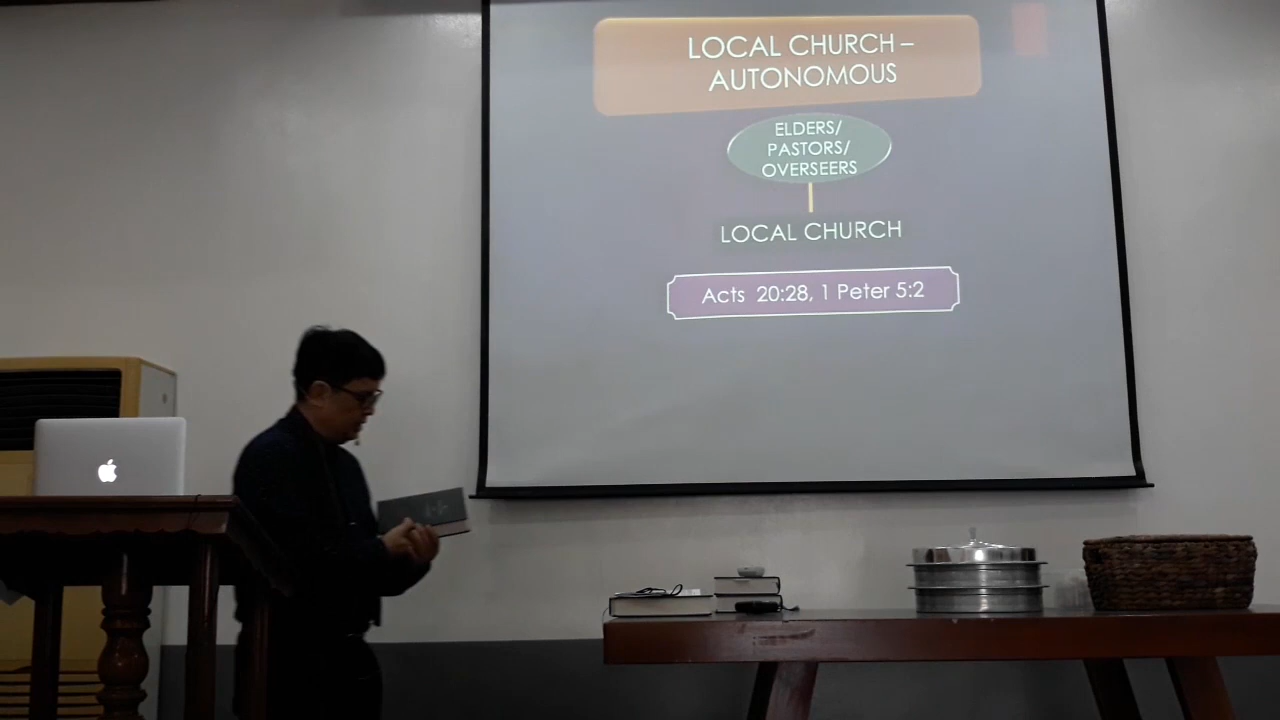 LOCAL CHURCH –
AUTONOMOUS
ELDERS/
PASTORS/
OVERSEERS
LOCAL CHURCH
Acts 20:28, 1 Peter 5:2